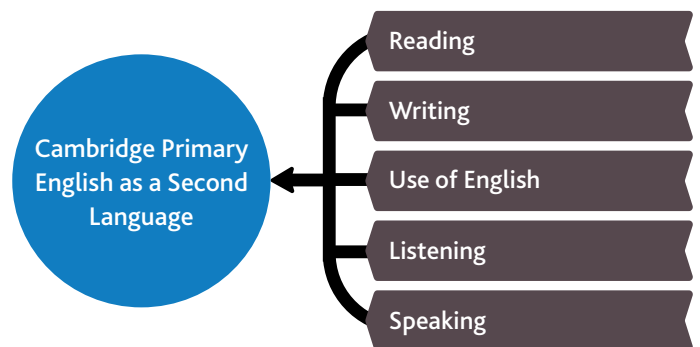 Cambridge Primary
English as a Second
Language
Reading
Writing
Use of English
Listening
Speaking